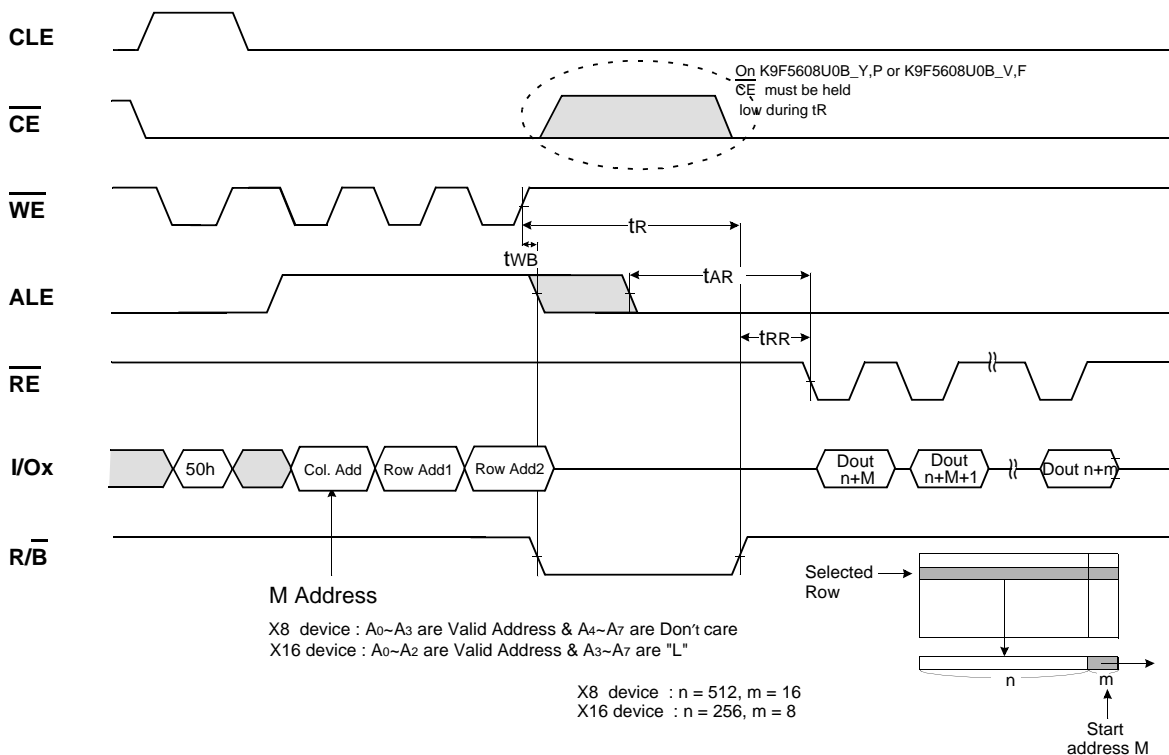 CLE
On K9F5608U0B_Y,P or K9F5608U0B_V,F
CE must be held
low during tR
CE
WE
tR
tWB
tAR
ALE
tRR
RE
I/Ox
50h
Col. Add
Row Add1
Row Add2
Dout
n+M
Dout
n+M+1
Dout n+m
R/B
Selected
Row
M Address
X8 device : A0~A3 are Valid Address & A4~A7 are Don't care
X16 device : A0~A2 are Valid Address & A3~A7 are "L"
n
m
X8 device : n = 512, m = 16
X16 device : n = 256, m = 8
Start
address M